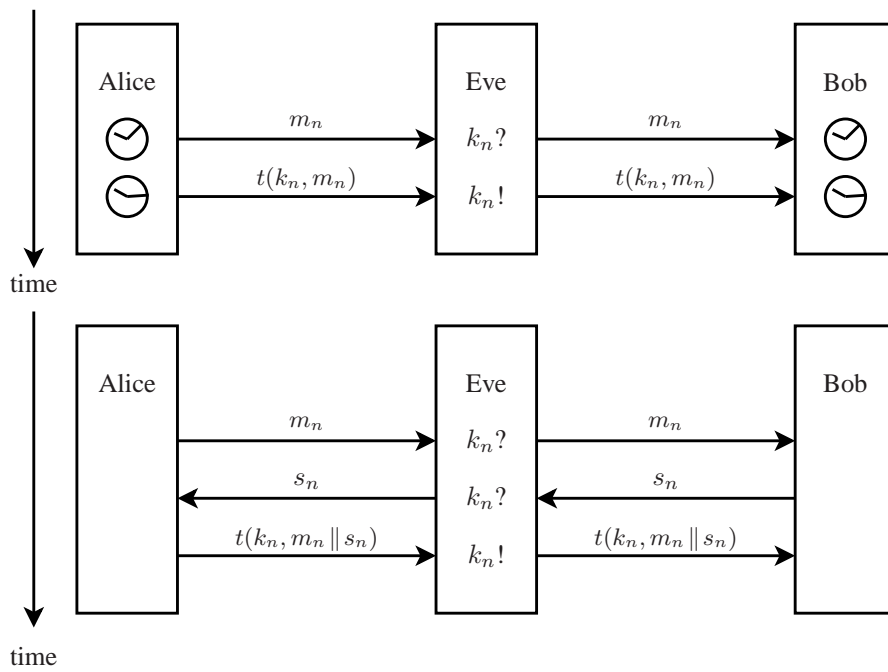 Alice Eve Bob
m_n k_n? m_n
t(k_n, m_n) k_n! t(k_n, m_n)
time
Alice Eve Bob
m_n k_n? m_n
s_n k_n? s_n
t(k_n, m_n ∥ s_n) k_n! t(k_n, m_n ∥ s_n)
time